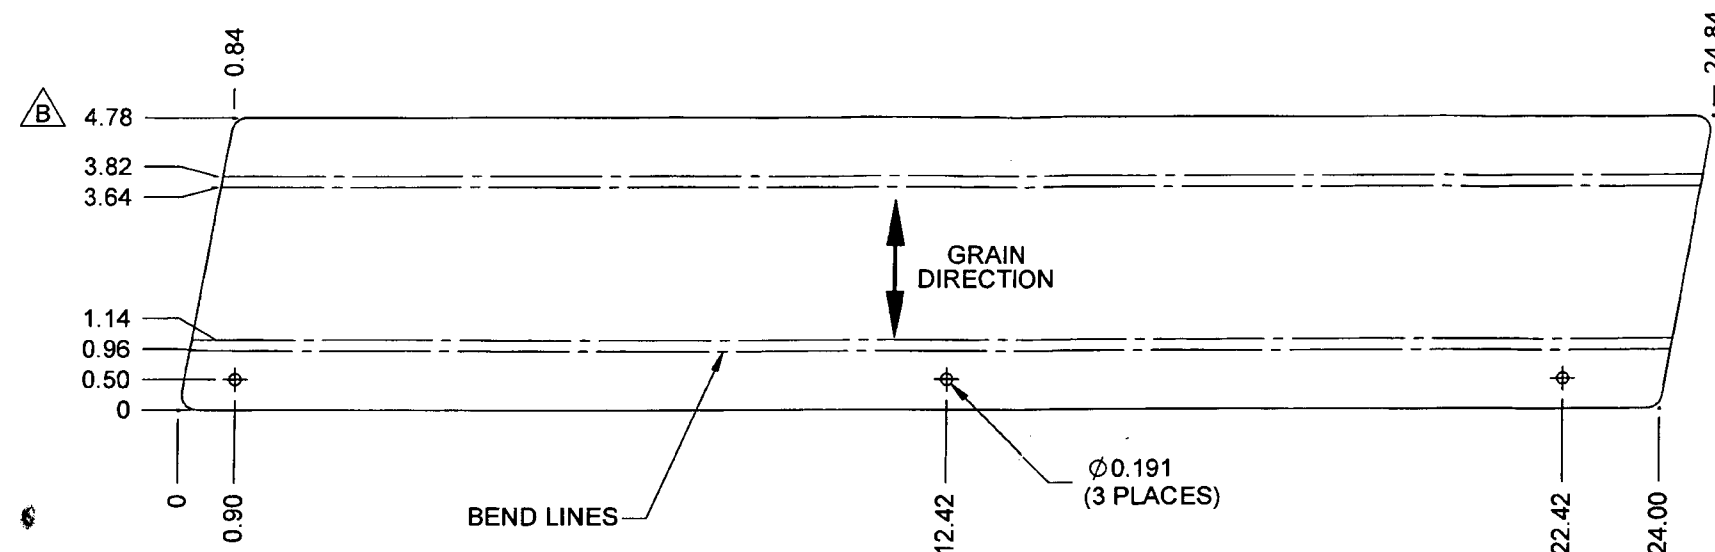 0.84
24.84
B
4.78
3.82
3.64
GRAIN
DIRECTION
1.14
0.96
0.50
0
Ø0.191
(3 PLACES)
BEND LINES
0
0.90
12.42
22.42
24.00